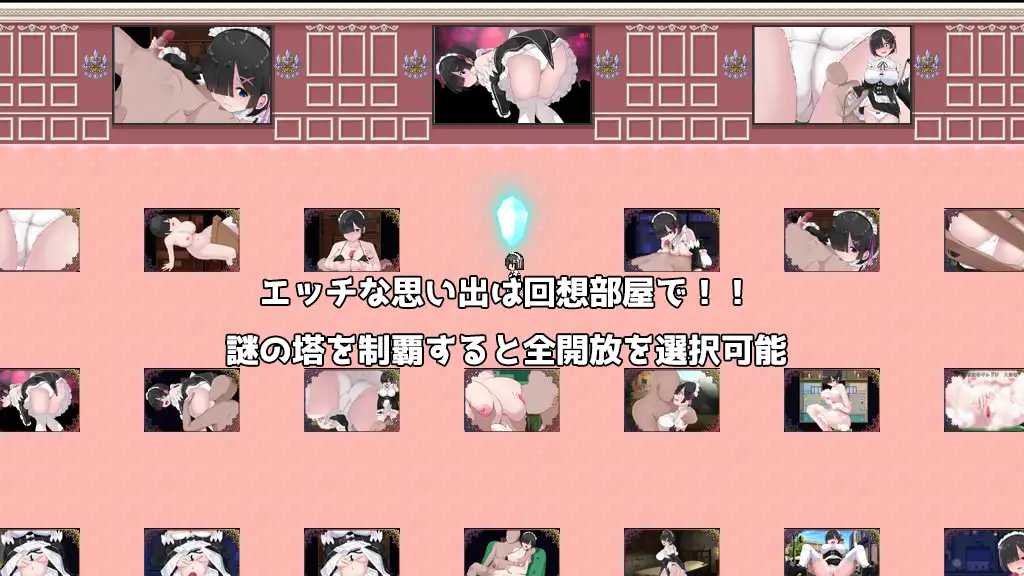 エッチな思い出は回想部屋で！！
謎の塔を制覇すると全開放を選択可能